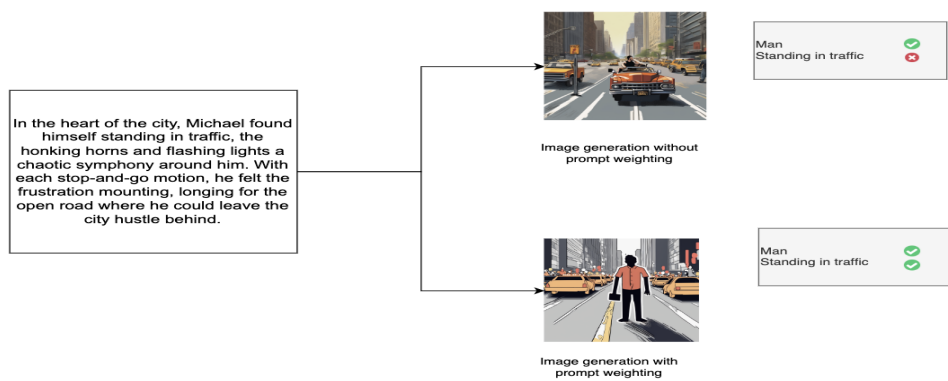 In the heart of the city, Michael found
himself standing in traffic, the
honking horns and flashing lights a
chaotic symphony around him. With
each stop-and-go motion, he felt the
frustration mounting, longing for the
open road where he could leave the
city hustle behind.
Image generation without
prompt weighting
Man
Standing in traffic
Image generation with
prompt weighting
Man
Standing in traffic